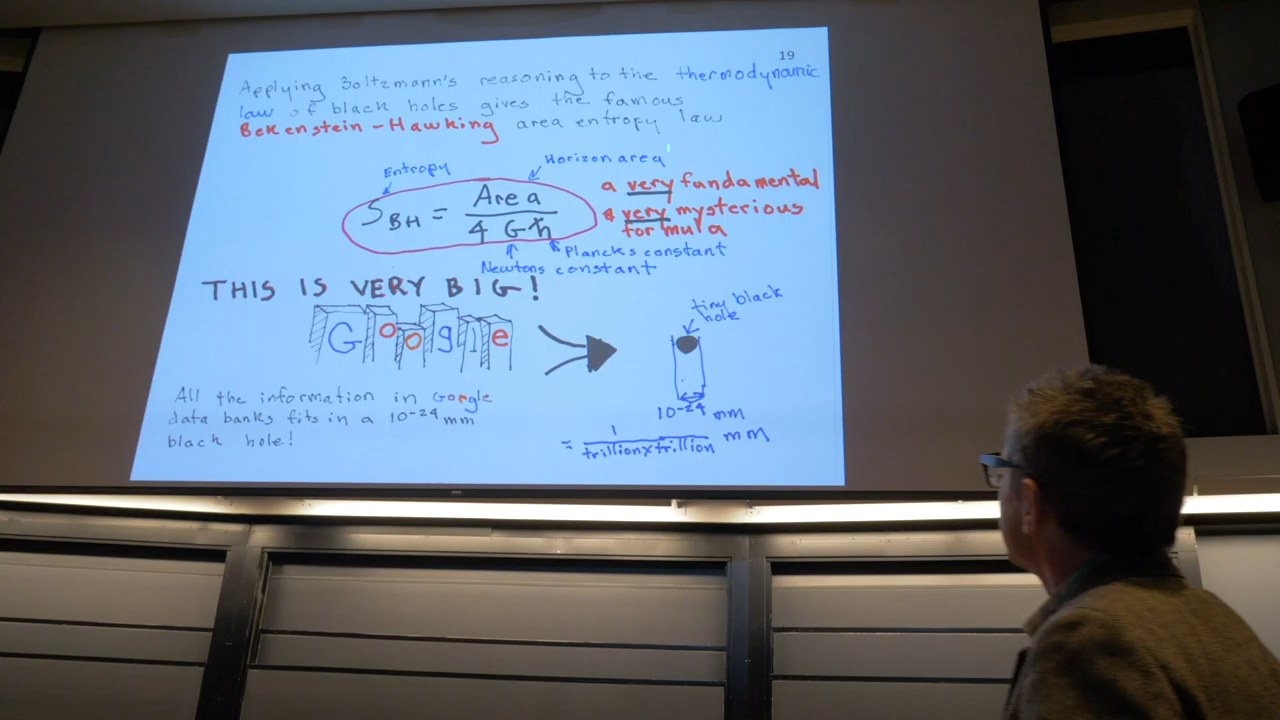 19
Applying Boltzmann's reasoning to the thermodynamic
law of black holes gives the famous
Bekenstein-Hawking area entropy law
Entropy
Horizon area
S_BH = Area / 4 Għ
a very fundamental
& very mysterious
formula
Plancks constant
Newtons constant
THIS IS VERY BIG!
Google
tiny black
hole
All the information in Google
data banks fits in a 10^-24 mm
black hole!
10^-24 mm
= 1 / trillion x trillion mm